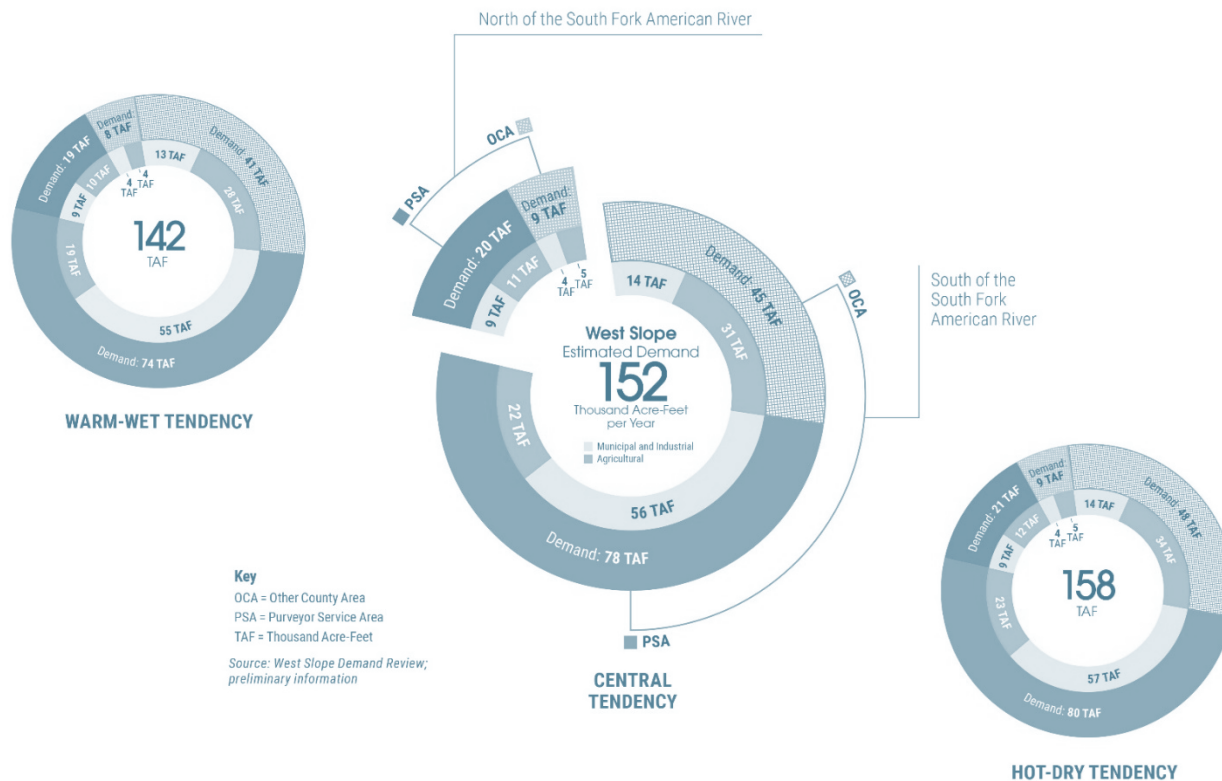 North of the South Fork American River
Demand: 19 TAF
Demand:
8 TAF
Demand: 41 TAF
9 TAF
10 TAF
4
TAF
4
TAF
13 TAF
28 TAF
19 TAF
55 TAF
Demand: 74 TAF
142
TAF
WARM-WET TENDENCY
OCA
PSA
Demand: 20 TAF
Demand:
9 TAF
9 TAF
11 TAF
4
TAF
5
TAF
14 TAF
Demand: 45 TAF
31 TAF
OCA
South of the
South Fork
American River
West Slope
Estimated Demand
152
Thousand Acre-Feet
per Year
Municipal and Industrial
Agricultural
22 TAF
56 TAF
Demand: 78 TAF
PSA
CENTRAL
TENDENCY
Key
OCA = Other County Area
PSA = Purveyor Service Area
TAF = Thousand Acre-Feet
Source: West Slope Demand Review;
preliminary information
Demand: 21 TAF
Demand:
9 TAF
Demand: 48 TAF
9 TAF
12 TAF
4
TAF
5
TAF
14 TAF
34 TAF
23 TAF
57 TAF
Demand: 80 TAF
158
TAF
HOT-DRY TENDENCY